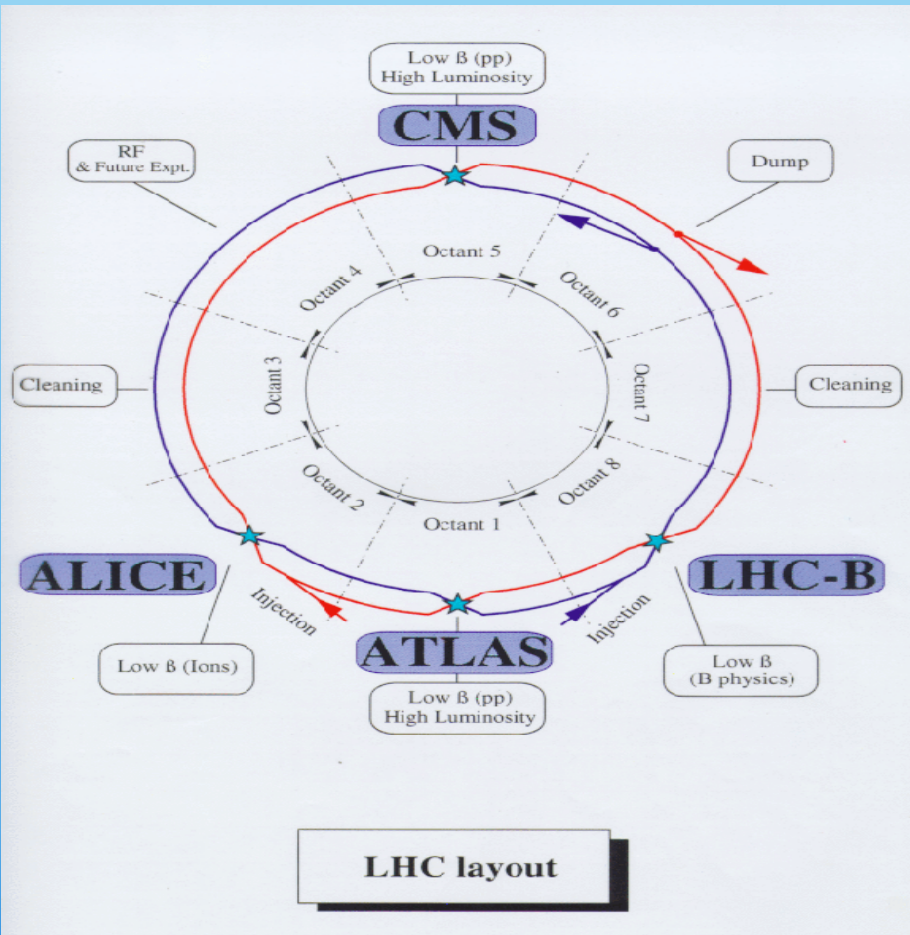 Low ß (pp)
High Luminosity
CMS
RF
& Future Expt.
Dump
Octant 5
Octant 4
Octant 6
Cleaning
Octant 3
Octant 7
Cleaning
Octant 2
Octant 8
Octant 1
ALICE
LHC-B
Injection
Injection
ATLAS
Low ß (Ions)
Low ß
(B physics)
Low ß (pp)
High Luminosity
LHC layout